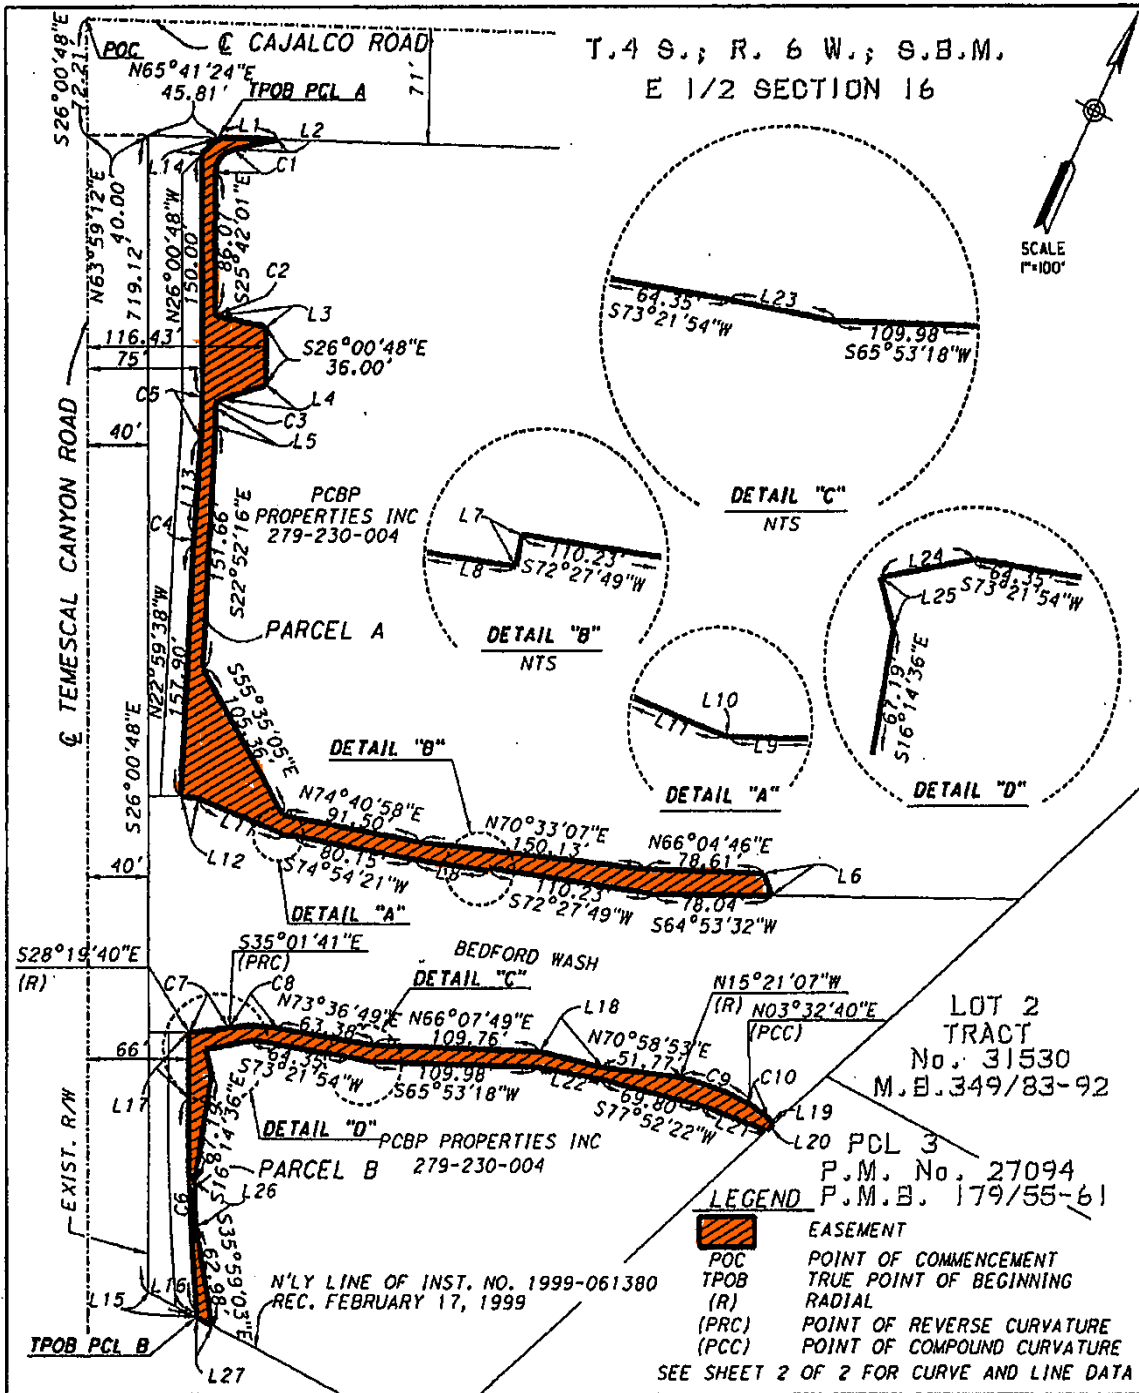 ℄ CAJALCO ROAD
POC
S26°00'48"E
72.21'
N65°41'24"E
45.81'
TPOB PCL A
71'
T.4 S.; R. 6 W.; S.B.M.
E 1/2 SECTION 16
L1
L2
L14
C1
N63°59'12"E
40.00'
719.12'
N26°00'48"W
150.00'
86.07'
S25°42'01"E
C2
L3
116.43'
75'
S26°00'48"E
36.00'
L4
C5
C3
L5
40'
SCALE
1"=100'
64.35'
S73°21'54"W
L23
109.98
S65°53'18"W
DETAIL "C"
NTS
℄ TEMESCAL CANYON ROAD
L13
C4
151.66'
S22°52'16"E
PCBP
PROPERTIES INC
279-230-004
PARCEL A
N22°59'38"W
157.90'
L7
L8
110.23'
S72°27'49"W
DETAIL "B"
NTS
L24
69.35'
S73°21'54"W
L25
67.19'
S16°14'36"E
DETAIL "D"
L10
L11
L9
DETAIL "A"
S55°35'05"E
105.36'
S26°00'48"E
DETAIL "B"
N74°40'58"E
91.50'
N70°33'07"E
150.13'
N66°04'46"E
78.61'
L6
L12
80.15'
S74°54'21"W
L8
110.23'
S72°27'49"W
78.04'
S64°53'32"W
40'
DETAIL "A"
S28°19'40"E
(R)
S35°01'41"E
(PRC)
BEDFORD WASH
DETAIL "C"
C7
C8
N73°36'49"E
63.38'
N66°07'49"E
109.76'
L18
N70°58'53"E
51.77'
N15°21'07"W
(R)
N03°32'40"E
(PCC)
LOT 2
TRACT
No. 31530
M.B.349/83-92
66'
64.35'
S73°21'54"W
109.98
S65°53'18"W
L22
69.80
S77°52'22"W
C9
C10
L21
L19
L20
L17
S16°14'36"E
DETAIL "D"
PCBP PROPERTIES INC
279-230-004
PARCEL B
EXIST. R/W
C6
L26
S35°59'03"E
62.98'
L15
L16
TPOB PCL B
L27
N'LY LINE OF INST. NO. 1999-061380
REC. FEBRUARY 17, 1999
PCL 3
P.M. No. 27094
P.M.B. 179/55-61
LEGEND
EASEMENT
POC POINT OF COMMENCEMENT
TPOB TRUE POINT OF BEGINNING
(R) RADIAL
(PRC) POINT OF REVERSE CURVATURE
(PCC) POINT OF COMPOUND CURVATURE
SEE SHEET 2 OF 2 FOR CURVE AND LINE DATA